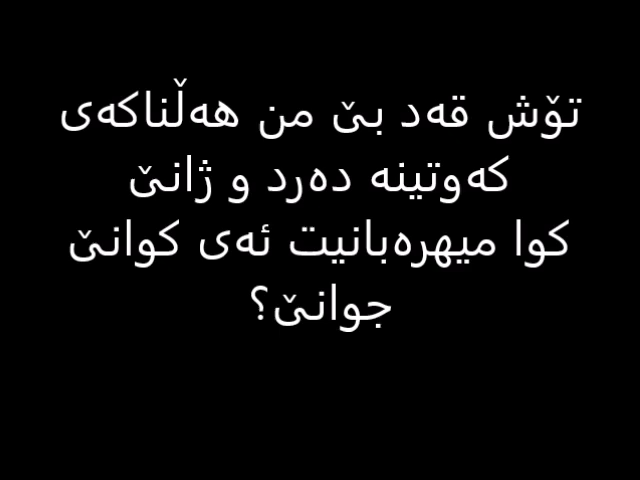 تۆش قەد بێ من هەڵناکەی
کەوتینە دەرد و ژانێ
کوا میهرەبانیت ئەی کوانێ
جوانێ؟